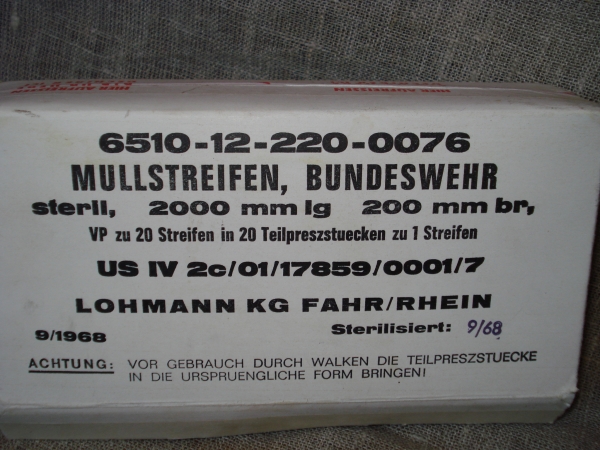 HIER AUFREISSEN
6510-12-220-0076
MULLSTREIFEN, BUNDESWEHR
steril, 2000 mm lg 200 mm br,
VP zu 20 Streifen in 20 Teilpreszstuecken zu 1 Streifen
US IV 2c/01/17859/0001/7
LOHMANN KG FAHR/RHEIN
9/1968 Sterilisiert: 9/68
ACHTUNG: VOR GEBRAUCH DURCH WALKEN DIE TEILPRESZSTUECKE
IN DIE URSPRUENGLICHE FORM BRINGEN!